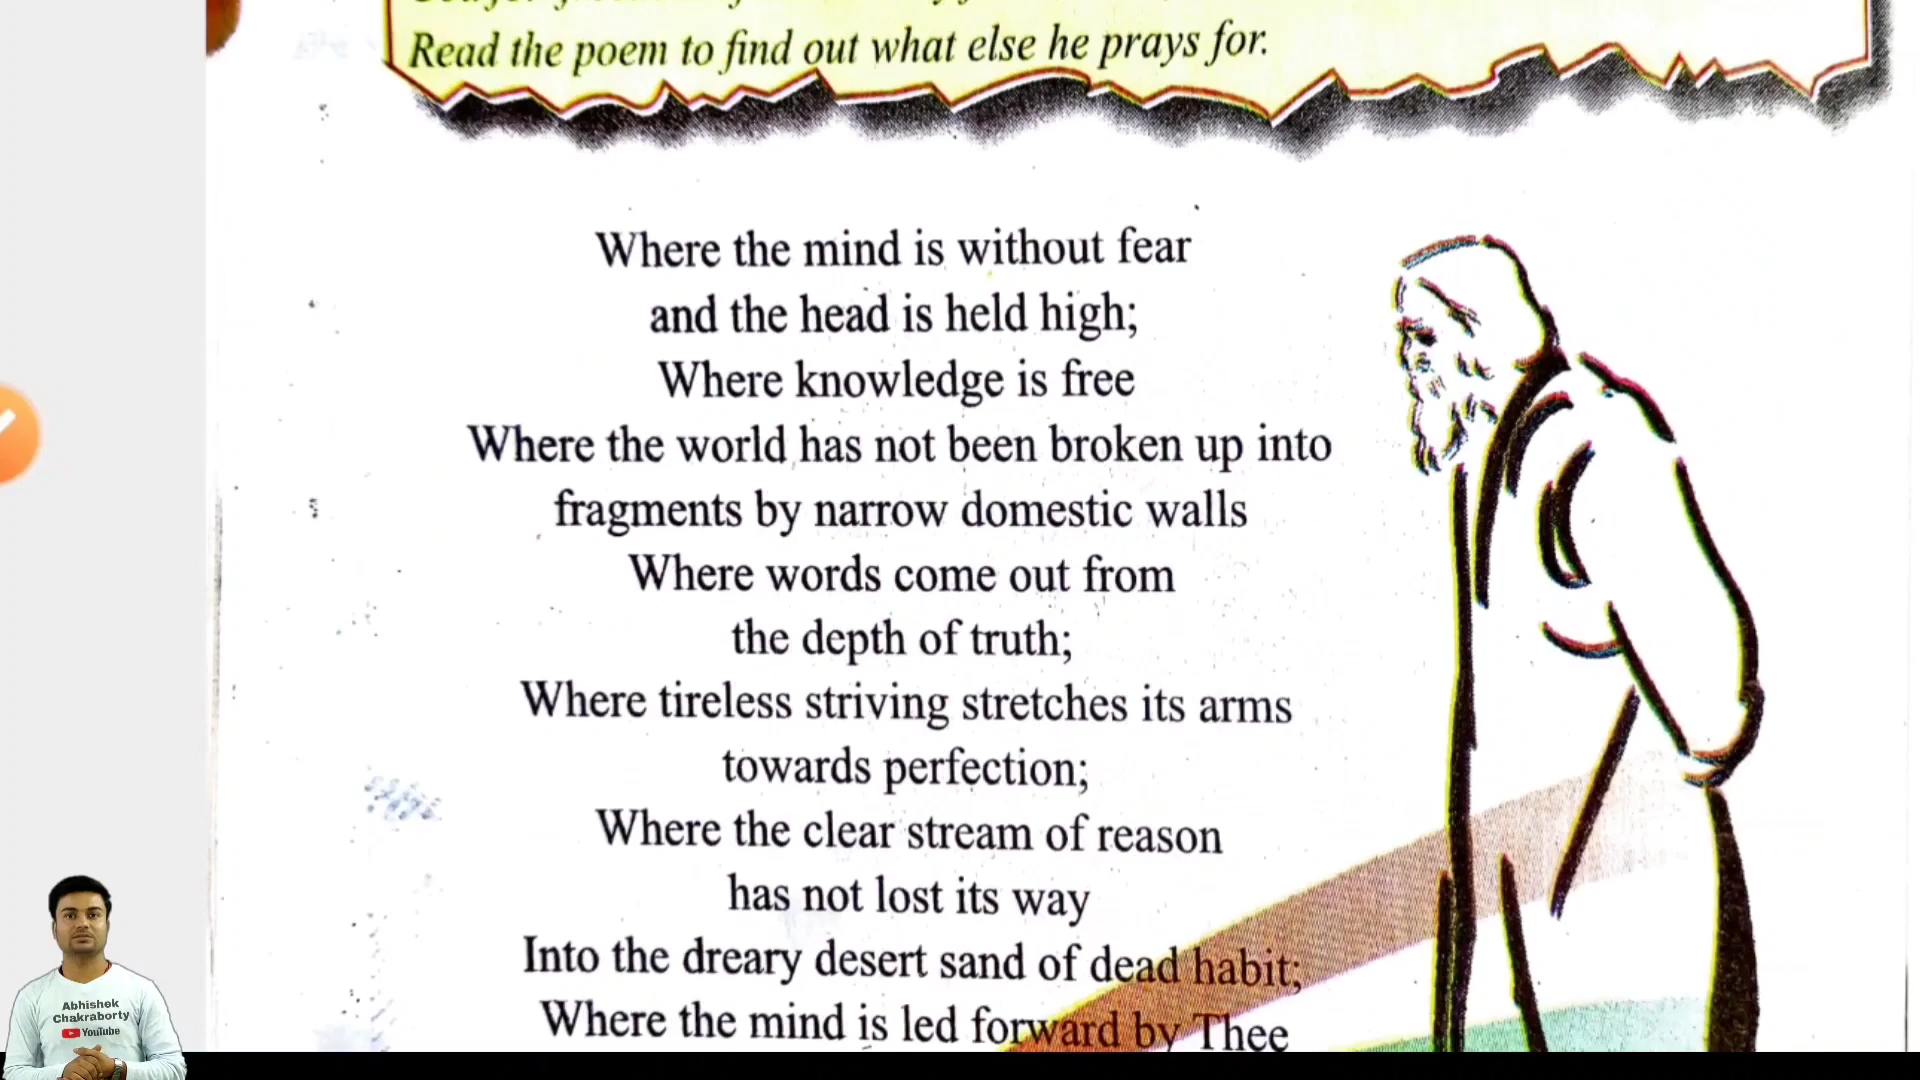 Read the poem to find out what else he prays for.
Where the mind is without fear
and the head is held high;
Where knowledge is free
Where the world has not been broken up into
fragments by narrow domestic walls
Where words come out from
the depth of truth;
Where tireless striving stretches its arms
towards perfection;
Where the clear stream of reason
has not lost its way
Into the dreary desert sand of dead habit;
Where the mind is led forward by Thee
Abhishek
Chakraborty
YouTube